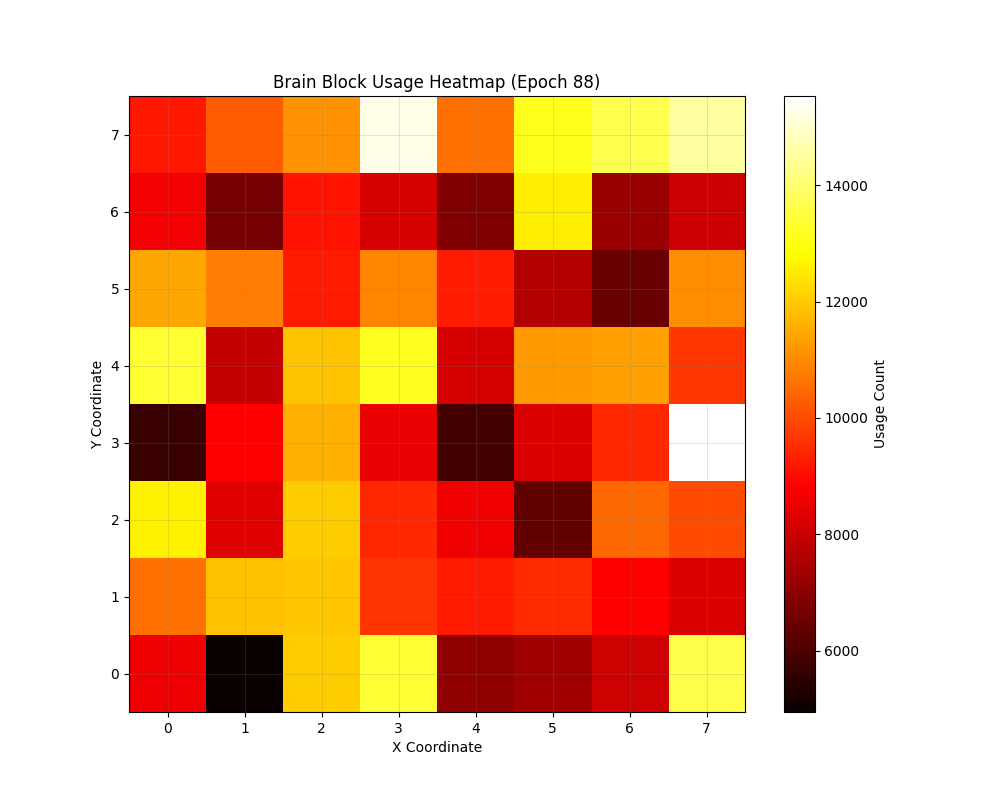 Brain Block Usage Heatmap (Epoch 88)
7
6
5
4
3
2
1
0
Y Coordinate
0 1 2 3 4 5 6 7
X Coordinate
14000
12000
10000
8000
6000
Usage Count